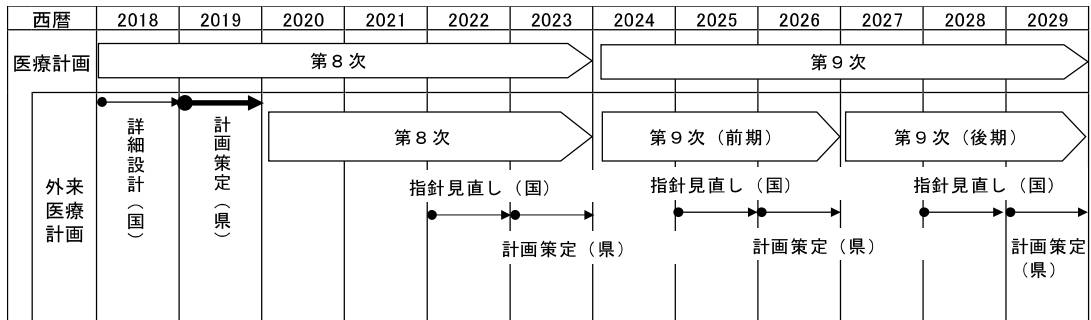 西暦 2018 2019 2020 2021 2022 2023 2024 2025 2026 2027 2028 2029
医療計画 第8次 第9次
外来医療計画
詳細設計（国）
計画策定（県）
第8次 第9次（前期） 第9次（後期）
指針見直し（国） 指針見直し（国） 指針見直し（国）
計画策定（県） 計画策定（県） 計画策定（県）